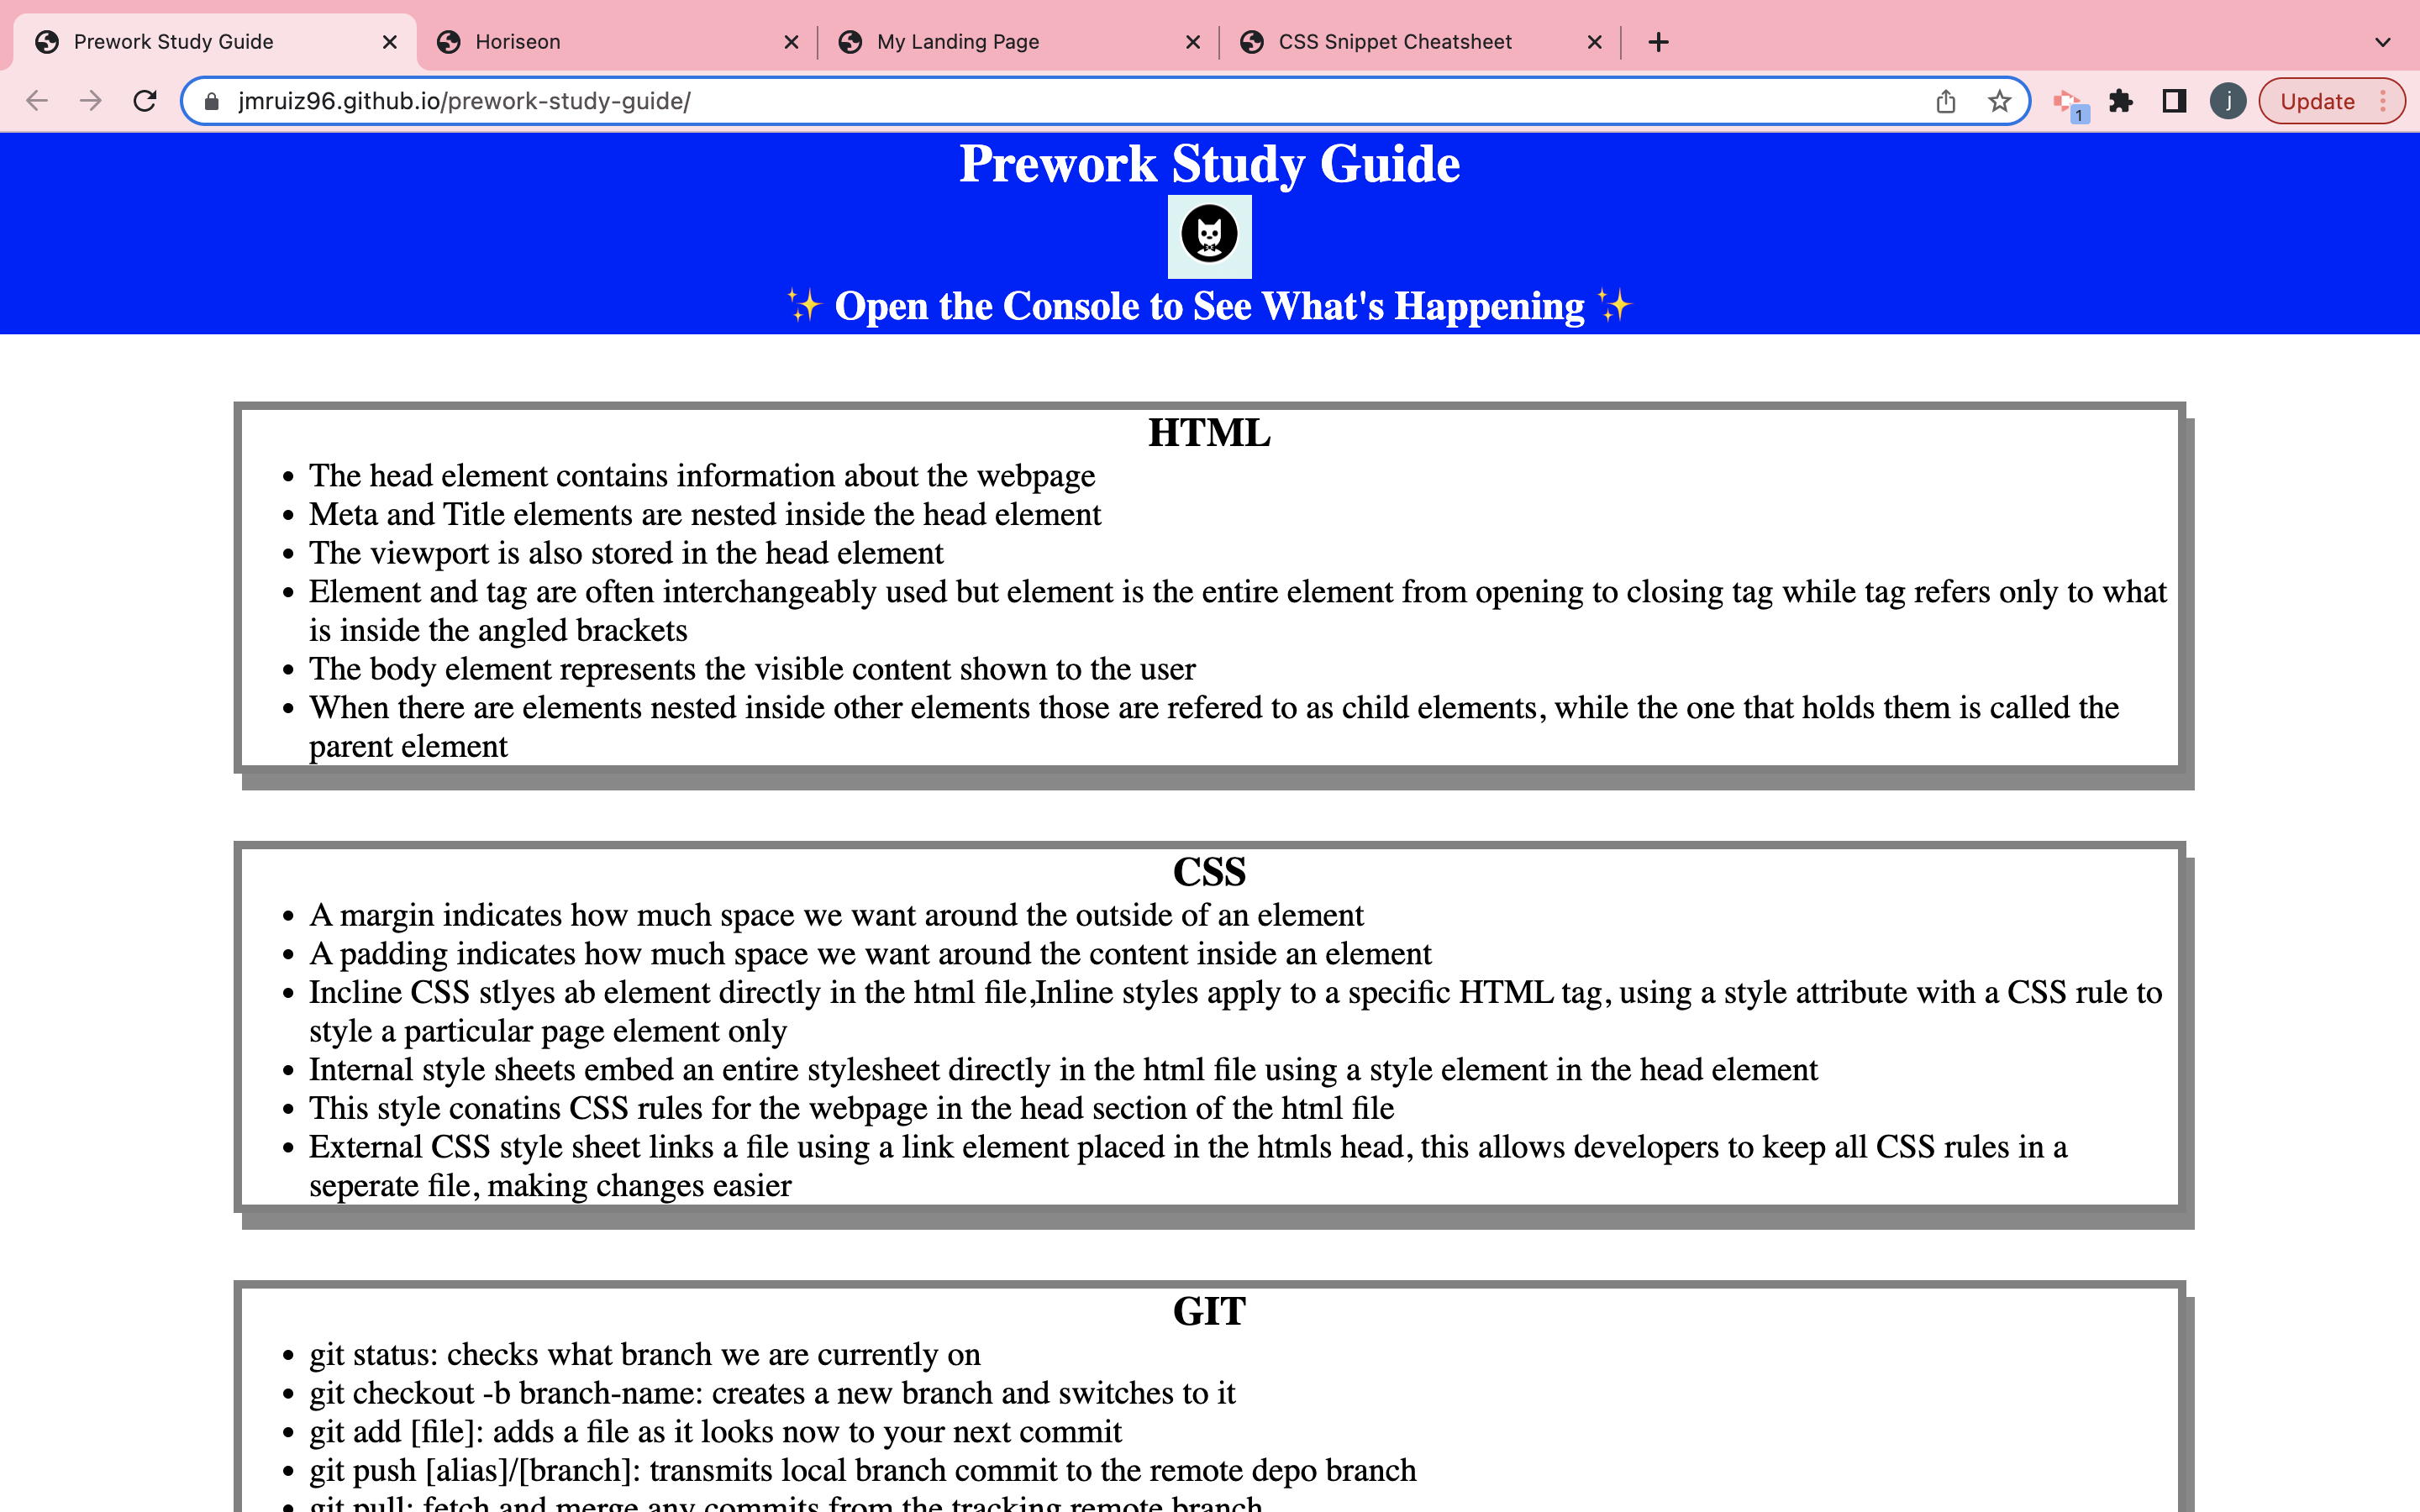 Prework Study Guide
Horiseon
My Landing Page
CSS Snippet Cheatsheet
jmruiz96.github.io/prework-study-guide/
1
j
Update
Prework Study Guide
✨ Open the Console to See What's Happening ✨
HTML
• The head element contains information about the webpage
• Meta and Title elements are nested inside the head element
• The viewport is also stored in the head element
• Element and tag are often interchangeably used but element is the entire element from opening to closing tag while tag refers only to what
is inside the angled brackets
• The body element represents the visible content shown to the user
• When there are elements nested inside other elements those are refered to as child elements, while the one that holds them is called the
parent element
CSS
• A margin indicates how much space we want around the outside of an element
• A padding indicates how much space we want around the content inside an element
• Incline CSS stlyes ab element directly in the html file,Inline styles apply to a specific HTML tag, using a style attribute with a CSS rule to
style a particular page element only
• Internal style sheets embed an entire stylesheet directly in the html file using a style element in the head element
• This style conatins CSS rules for the webpage in the head section of the html file
• External CSS style sheet links a file using a link element placed in the htmls head, this allows developers to keep all CSS rules in a
seperate file, making changes easier
GIT
• git status: checks what branch we are currently on
• git checkout -b branch-name: creates a new branch and switches to it
• git add [file]: adds a file as it looks now to your next commit
• git push [alias]/[branch]: transmits local branch commit to the remote depo branch
• git pull: fetch and merge any commits from the tracking remote branch